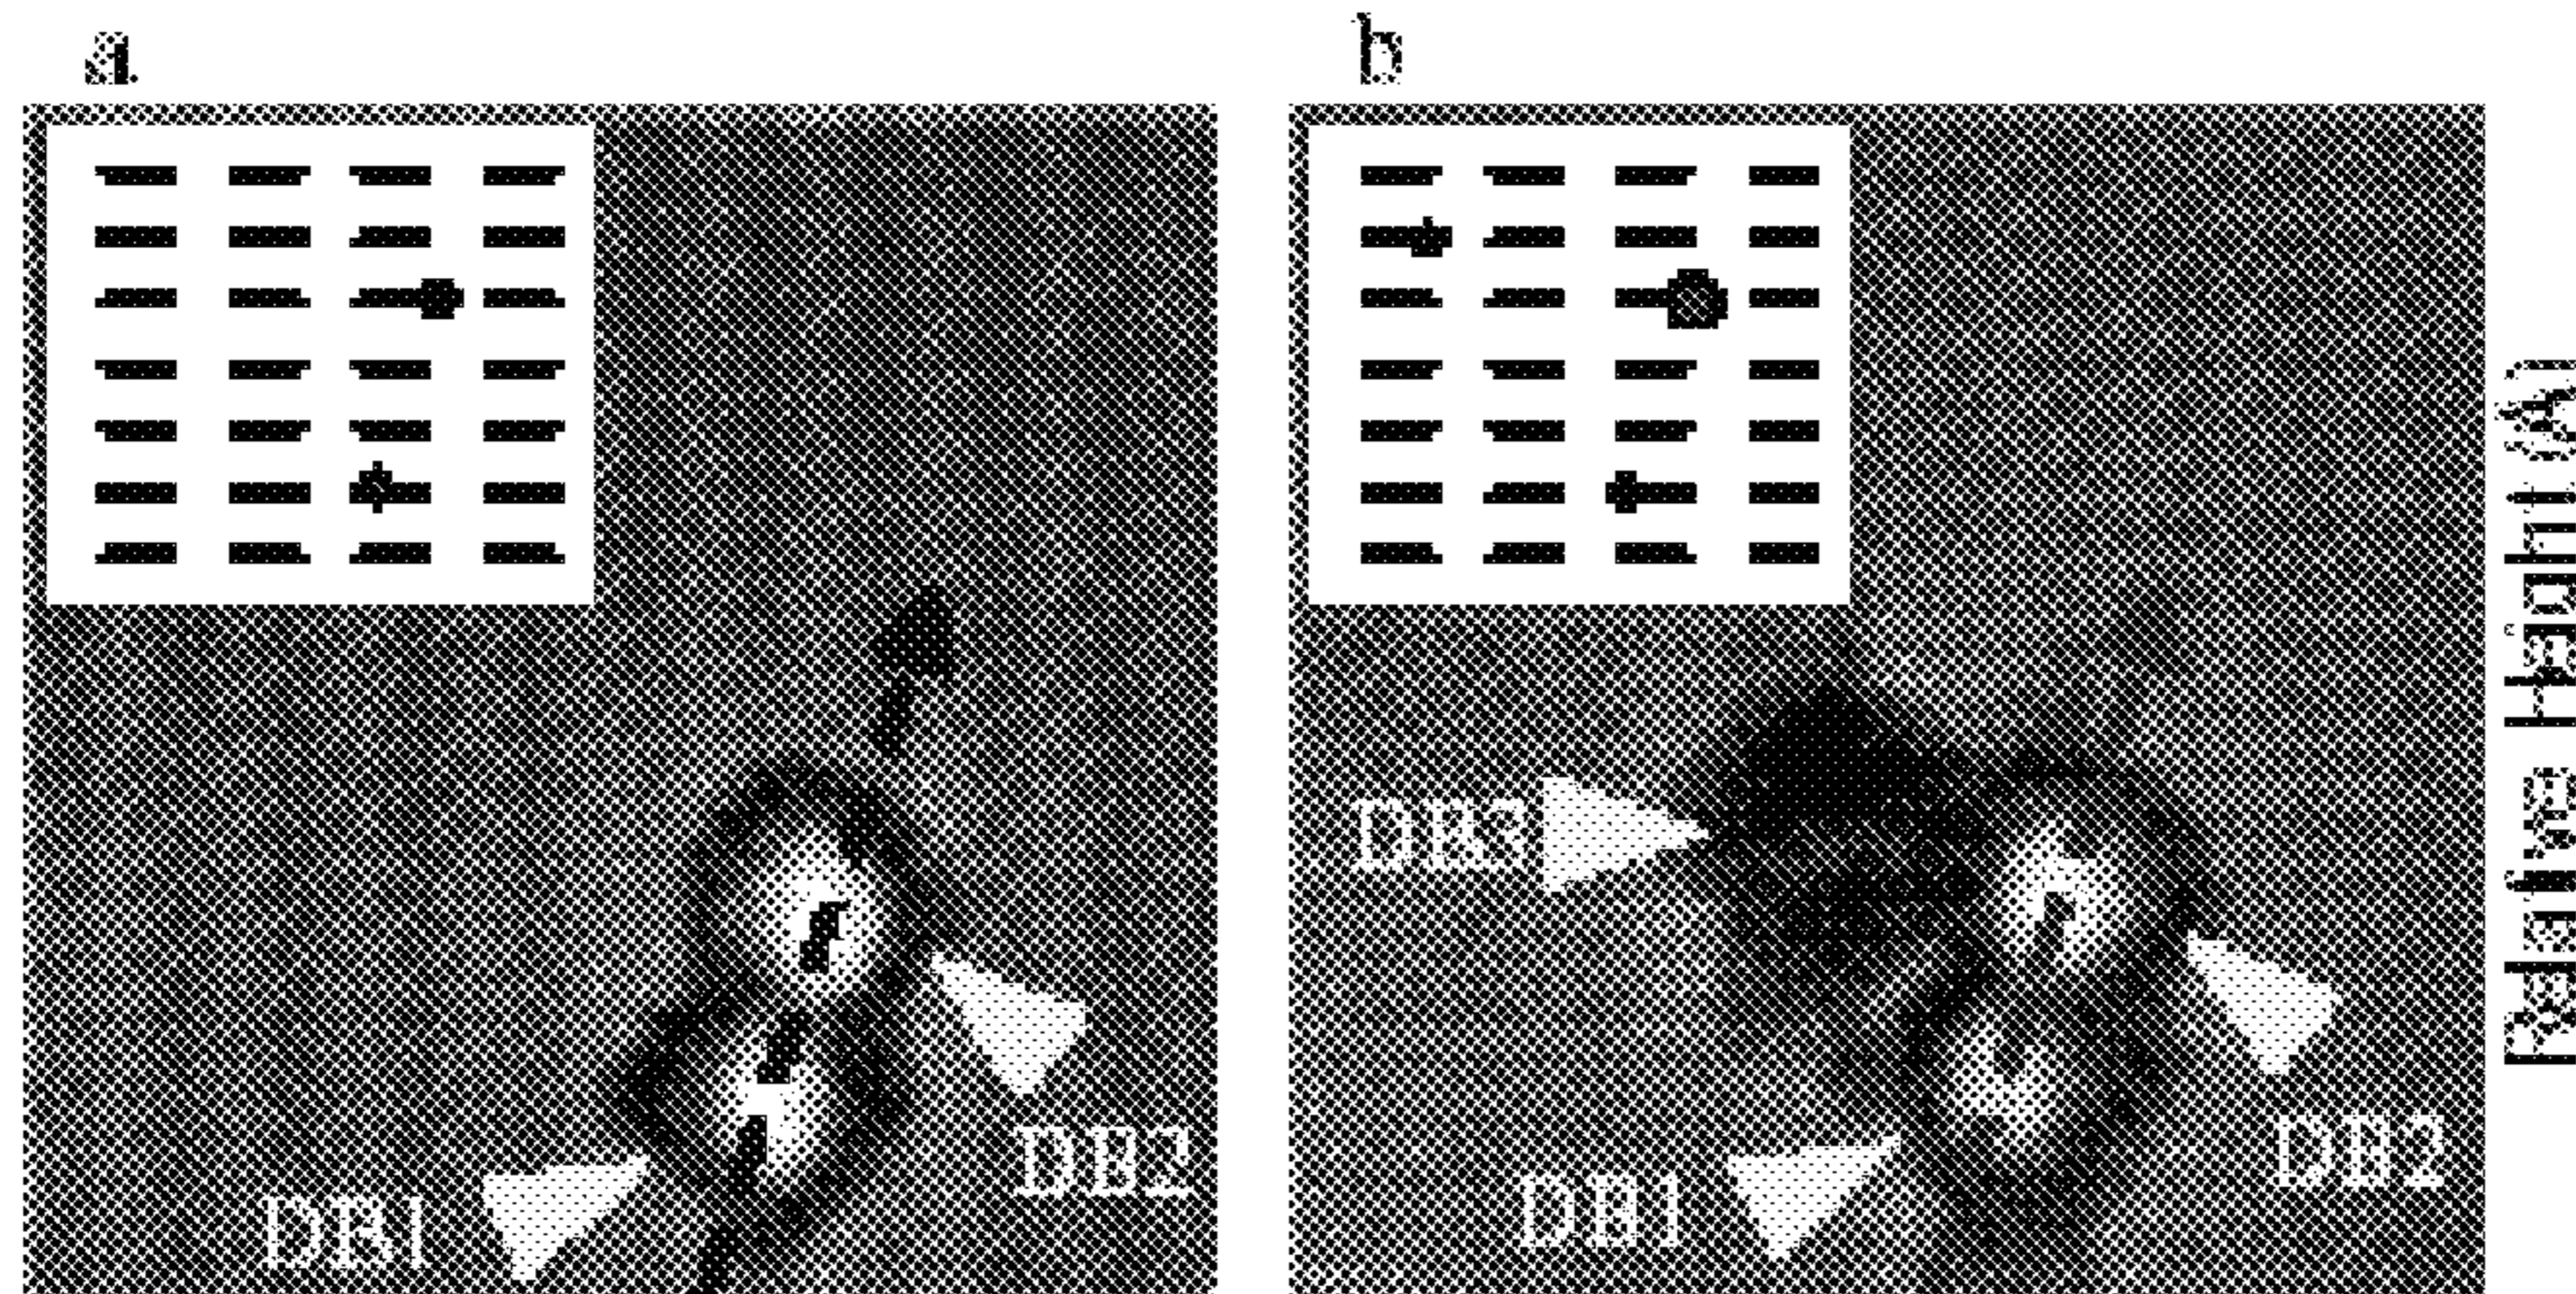 a
b
DB3
DB1
DB2
DB1
DB2
Relative Height (Å)